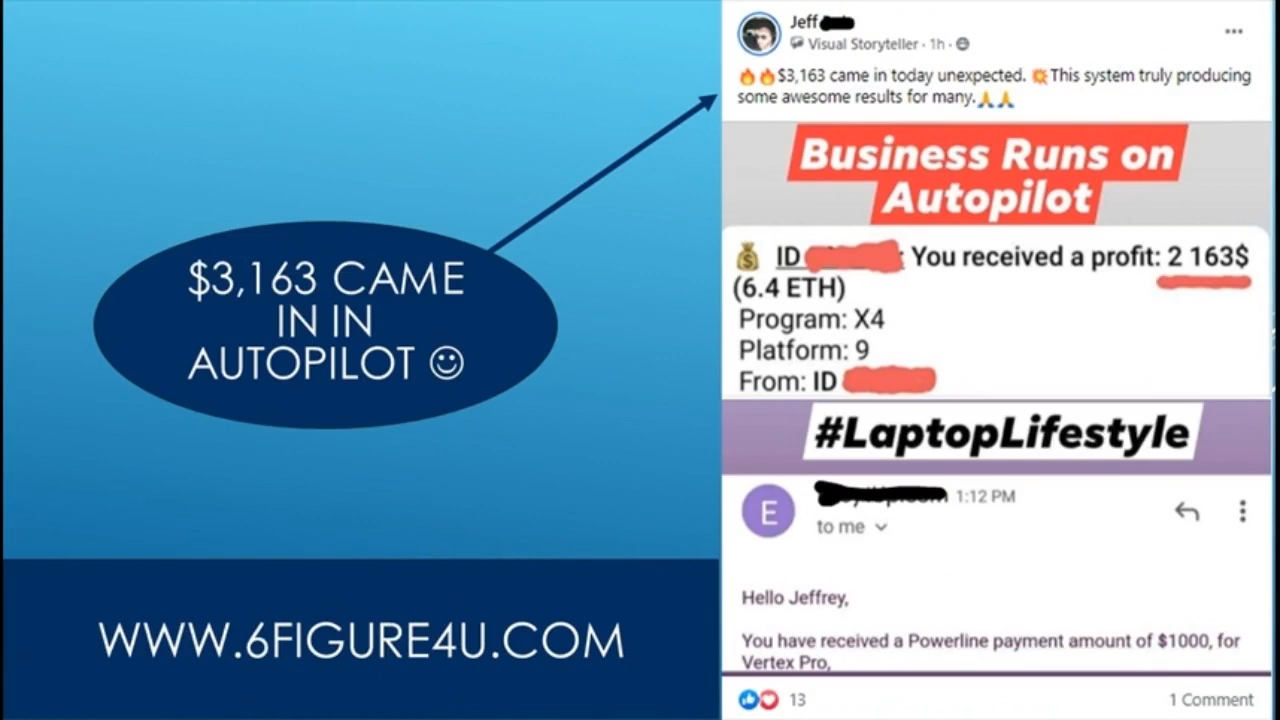 $3,163 CAME
IN IN
AUTOPILOT ☺
WWW.6FIGURE4U.COM
Jeff
Visual Storyteller · 1h ·
🔥🔥$3,163 came in today unexpected. 💥This system truly producing
some awesome results for many.🙏🙏
Business Runs on
Autopilot
💰 ID : You received a profit: 2 163$
(6.4 ETH)
Program: X4
Platform: 9
From: ID
#LaptopLifestyle
E
1:12 PM
to me
Hello Jeffrey,
You have received a Powerline payment amount of $1000, for
Vertex Pro,
13
1 Comment